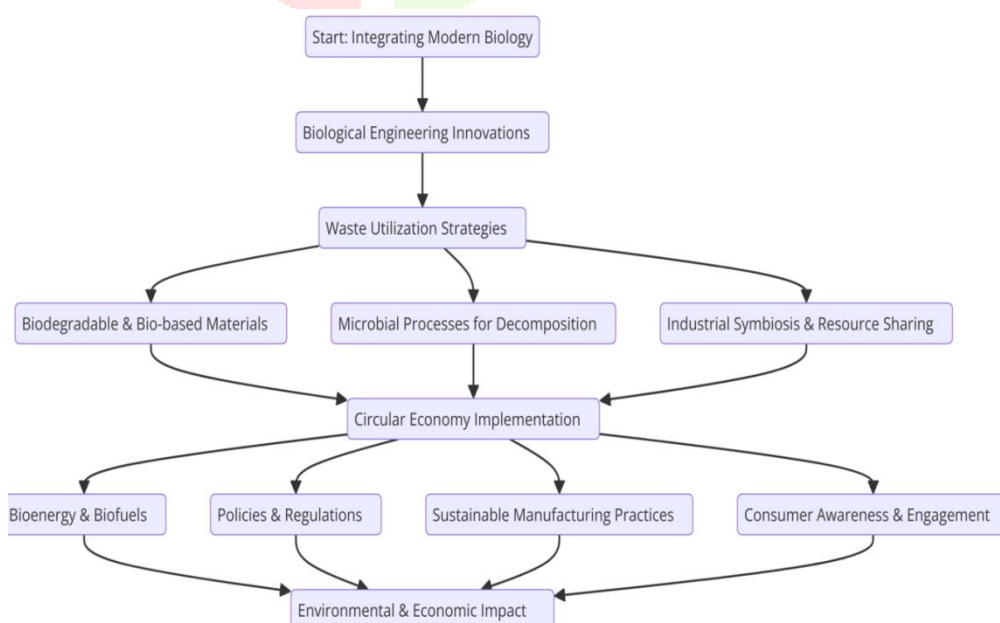 Start: Integrating Modern Biology
Biological Engineering Innovations
Waste Utilization Strategies
Biodegradable & Bio-based Materials
Microbial Processes for Decomposition
Industrial Symbiosis & Resource Sharing
Circular Economy Implementation
Bioenergy & Biofuels
Policies & Regulations
Sustainable Manufacturing Practices
Consumer Awareness & Engagement
Environmental & Economic Impact